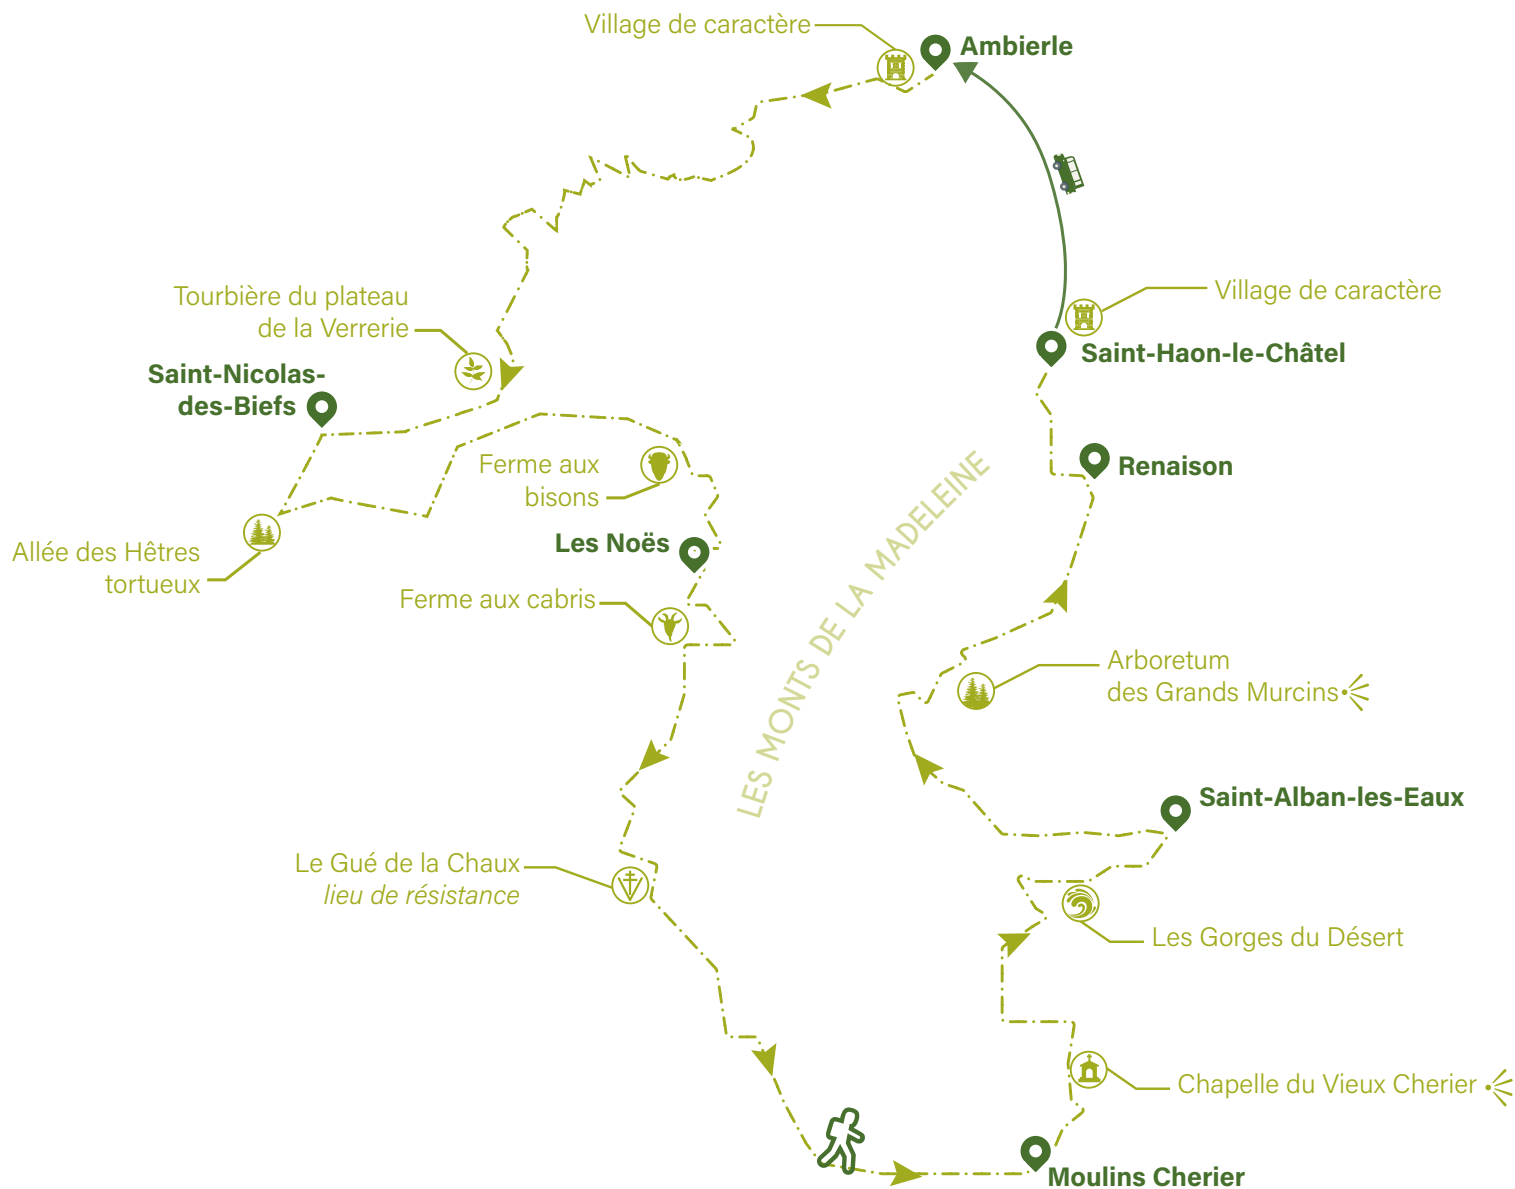 Village de caractère
Ambierle
Tourbière du plateau
de la Verrerie
Village de caractère
Saint-Haon-le-Châtel
Saint-Nicolas-
des-Biefs
Ferme aux
bisons
Renaison
LES MONTS DE LA MADELEINE
Les Noës
Allée des Hêtres
tortueux
Ferme aux cabris
Arboretum
des Grands Murcins
Saint-Alban-les-Eaux
Le Gué de la Chaux
lieu de résistance
Les Gorges du Désert
Chapelle du Vieux Cherier
Moulins Cherier